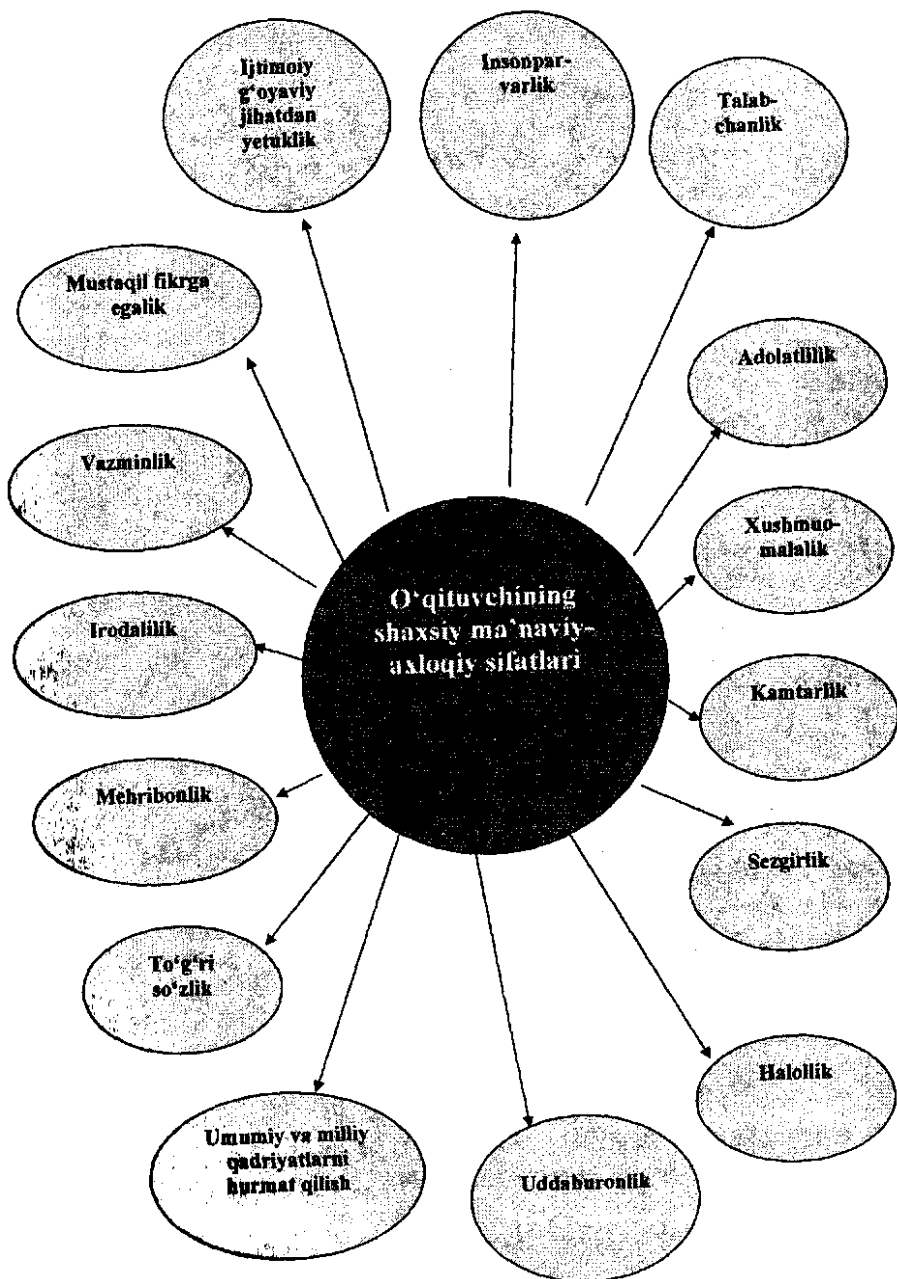 Ijtimoiy
g‘oyaviy
jihatdan
yetuklik
Insonpar-
varlik
Talab-
chanlik
Mustaqil fikrga
egalik
Adolatlilik
Vazminlik
Xushmuo-
malalik
O‘qituvchining
shaxsiy ma’naviy-
axloqiy sifatlari
Irodalilik
Kamtarlik
Mehribonlik
Sezgirlik
To‘g‘ri
so‘zlik
Halollik
Umumiy va milliy
qadriyatlarni
hurmat qilish
Uddaburonlik